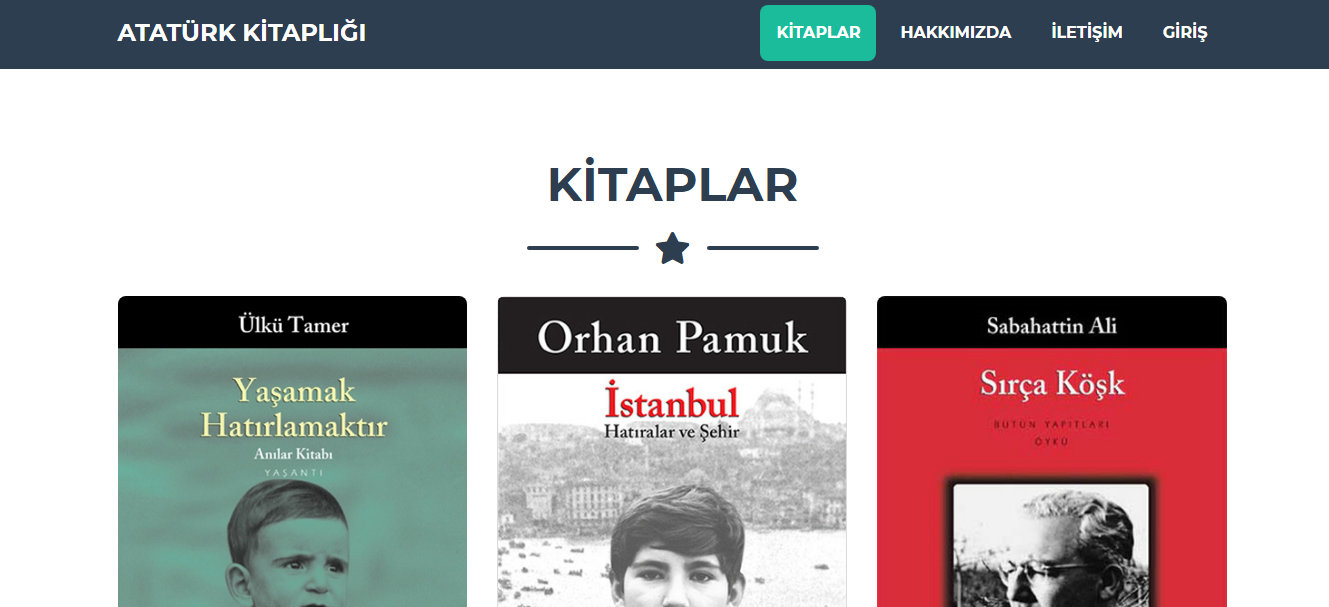 ATATÜRK KİTAPLIĞI
KİTAPLAR HAKKIMIZDA İLETİŞİM GİRİŞ
KİTAPLAR
Ülkü Tamer
Yaşamak
Hatırlamaktır
Anılar Kitabı
YAŞANTI
Orhan Pamuk
İstanbul
Hatıralar ve Şehir
Sabahattin Ali
Sırça Köşk
BÜTÜN YAPITLARI
ÖYKÜ